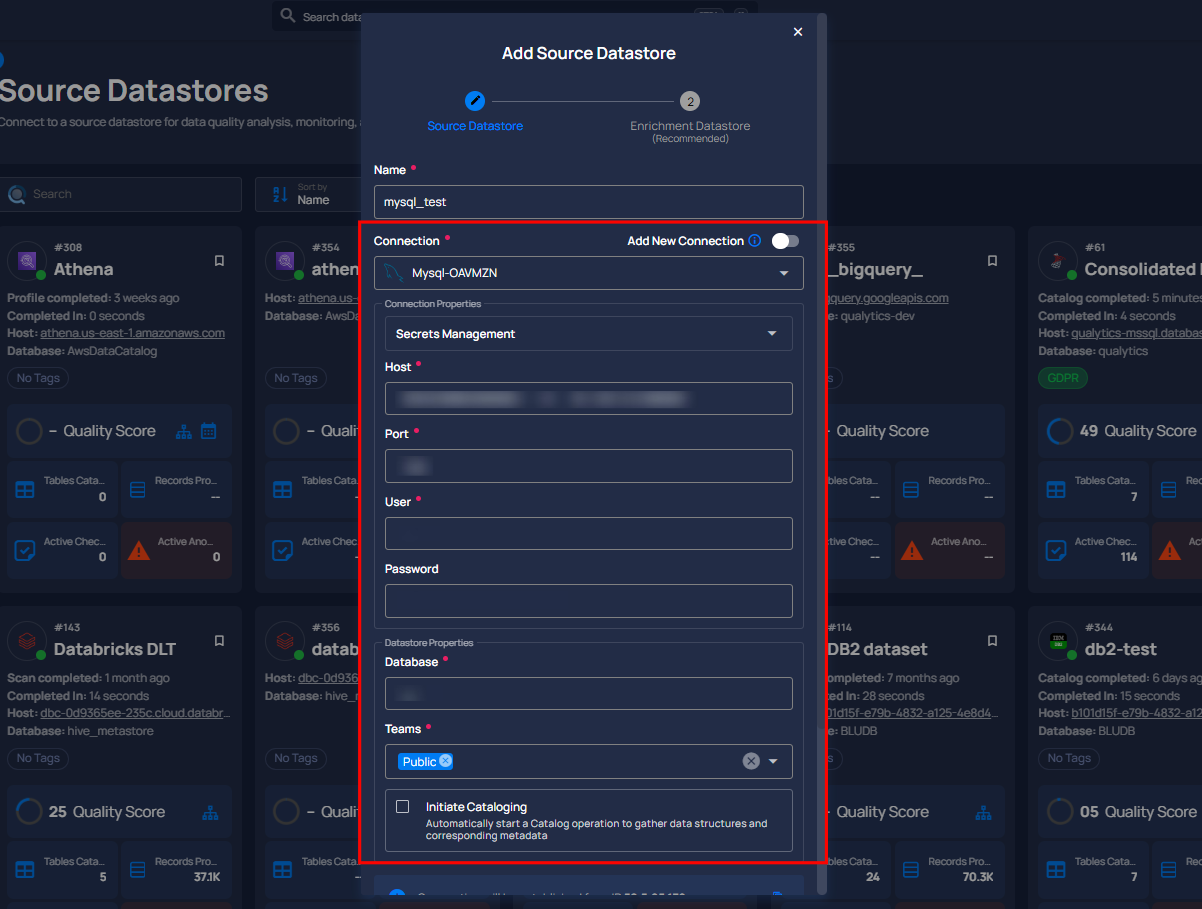 Search data
Add Source Datastore
Source Datastore
2
Enrichment Datastore
(Recommended)
Source Datastores
Connect to a source datastore for data quality analysis, monitoring,
Search
Sort by
Name
Name *
mysql_test
Connection *
Add New Connection
Mysql-OAVMZN
Connection Properties
Secrets Management
Host *
Port *
User *
Password
Datastore Properties
Database *
Teams *
Public
Initiate Cataloging
Automatically start a Catalog operation to gather data structures and
corresponding metadata
#308
Athena
Profile completed: 3 weeks ago
Completed In: 0 seconds
Host: athena.us-east-1.amazonaws.com
Database: AwsDataCatalog
No Tags
– Quality Score
Tables Cata...
0
Records Pro...
--
Active Chec...
0
Active Ano...
0
#354
athen
Host: athena.us-
Database: AwsDa
No Tags
– Quali
Tables Cata
Active Chec
#355
_bigquery_
gquery.googleapis.com
e: qualytics-dev
s
Quality Score
bles Cata...
--
Records Pro...
--
tive Chec...
--
Active Ano...
--
#61
Consolidated
Catalog completed: 5 minutes
Completed In: 4 seconds
Host: qualytics-mssql.databas
Database: qualytics
GDPR
49 Quality Score
Tables Cata...
7
Rec
Active Chec...
114
Ac
#143
Databricks DLT
Scan completed: 1 month ago
Completed In: 14 seconds
Host: dbc-0d9365ee-235c.cloud.databr...
Database: hive_metastore
No Tags
25 Quality Score
Tables Cata...
5
Records Pro...
37.1K
#356
datab
Host: dbc-0d936
Database: hive_r
No Tags
– Quali
Tables Cata
#114
DB2 dataset
ompleted: 7 months ago
ed In: 28 seconds
01d15f-e79b-4832-a125-4e8d4...
e: BLUDB
s
Quality Score
bles Cata...
24
Records Pro...
70.3K
#344
db2-test
Catalog completed: 6 days ag
Completed In: 15 seconds
Host: b101d15f-e79b-4832-a12
Database: BLUDB
No Tags
05 Quality Score
Tables Cata...
7
Rec